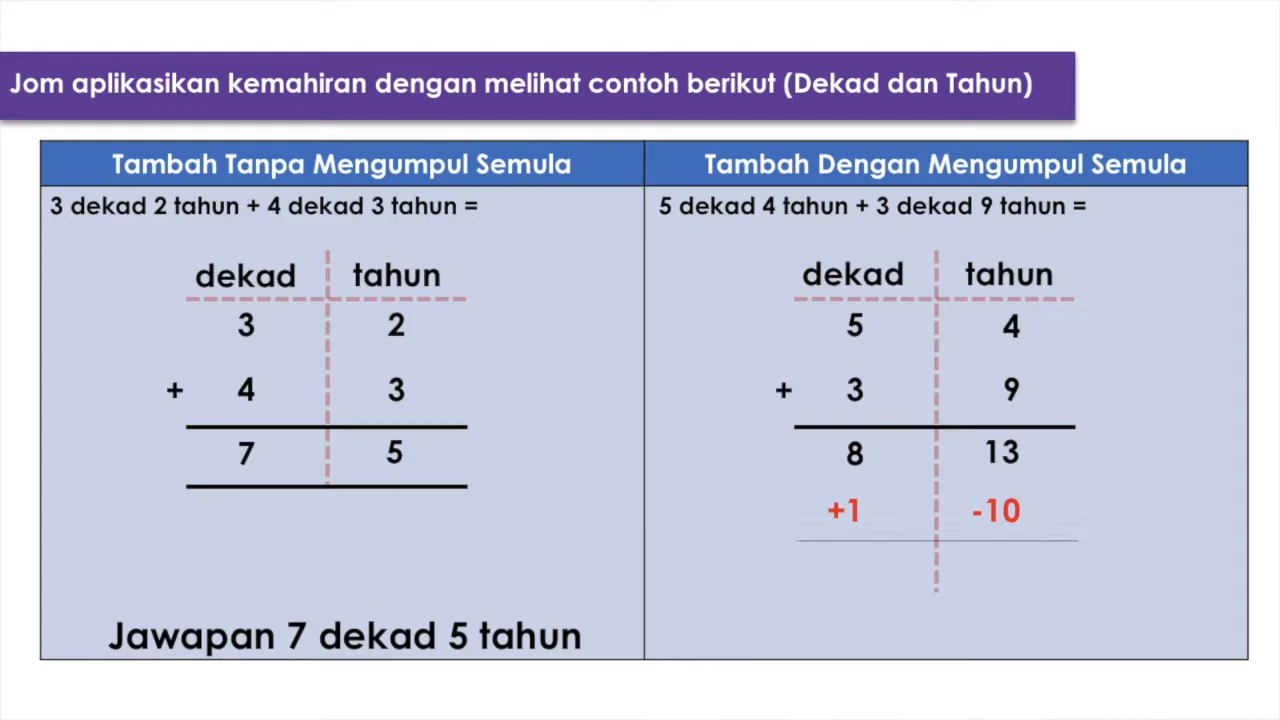 Jom aplikasikan kemahiran dengan melihat contoh berikut (Dekad dan Tahun)
Tambah Tanpa Mengumpul Semula
3 dekad 2 tahun + 4 dekad 3 tahun =
dekad tahun
3 2
+ 4 3
7 5
Jawapan 7 dekad 5 tahun
Tambah Dengan Mengumpul Semula
5 dekad 4 tahun + 3 dekad 9 tahun =
dekad tahun
5 4
+ 3 9
8 13
+1 -10